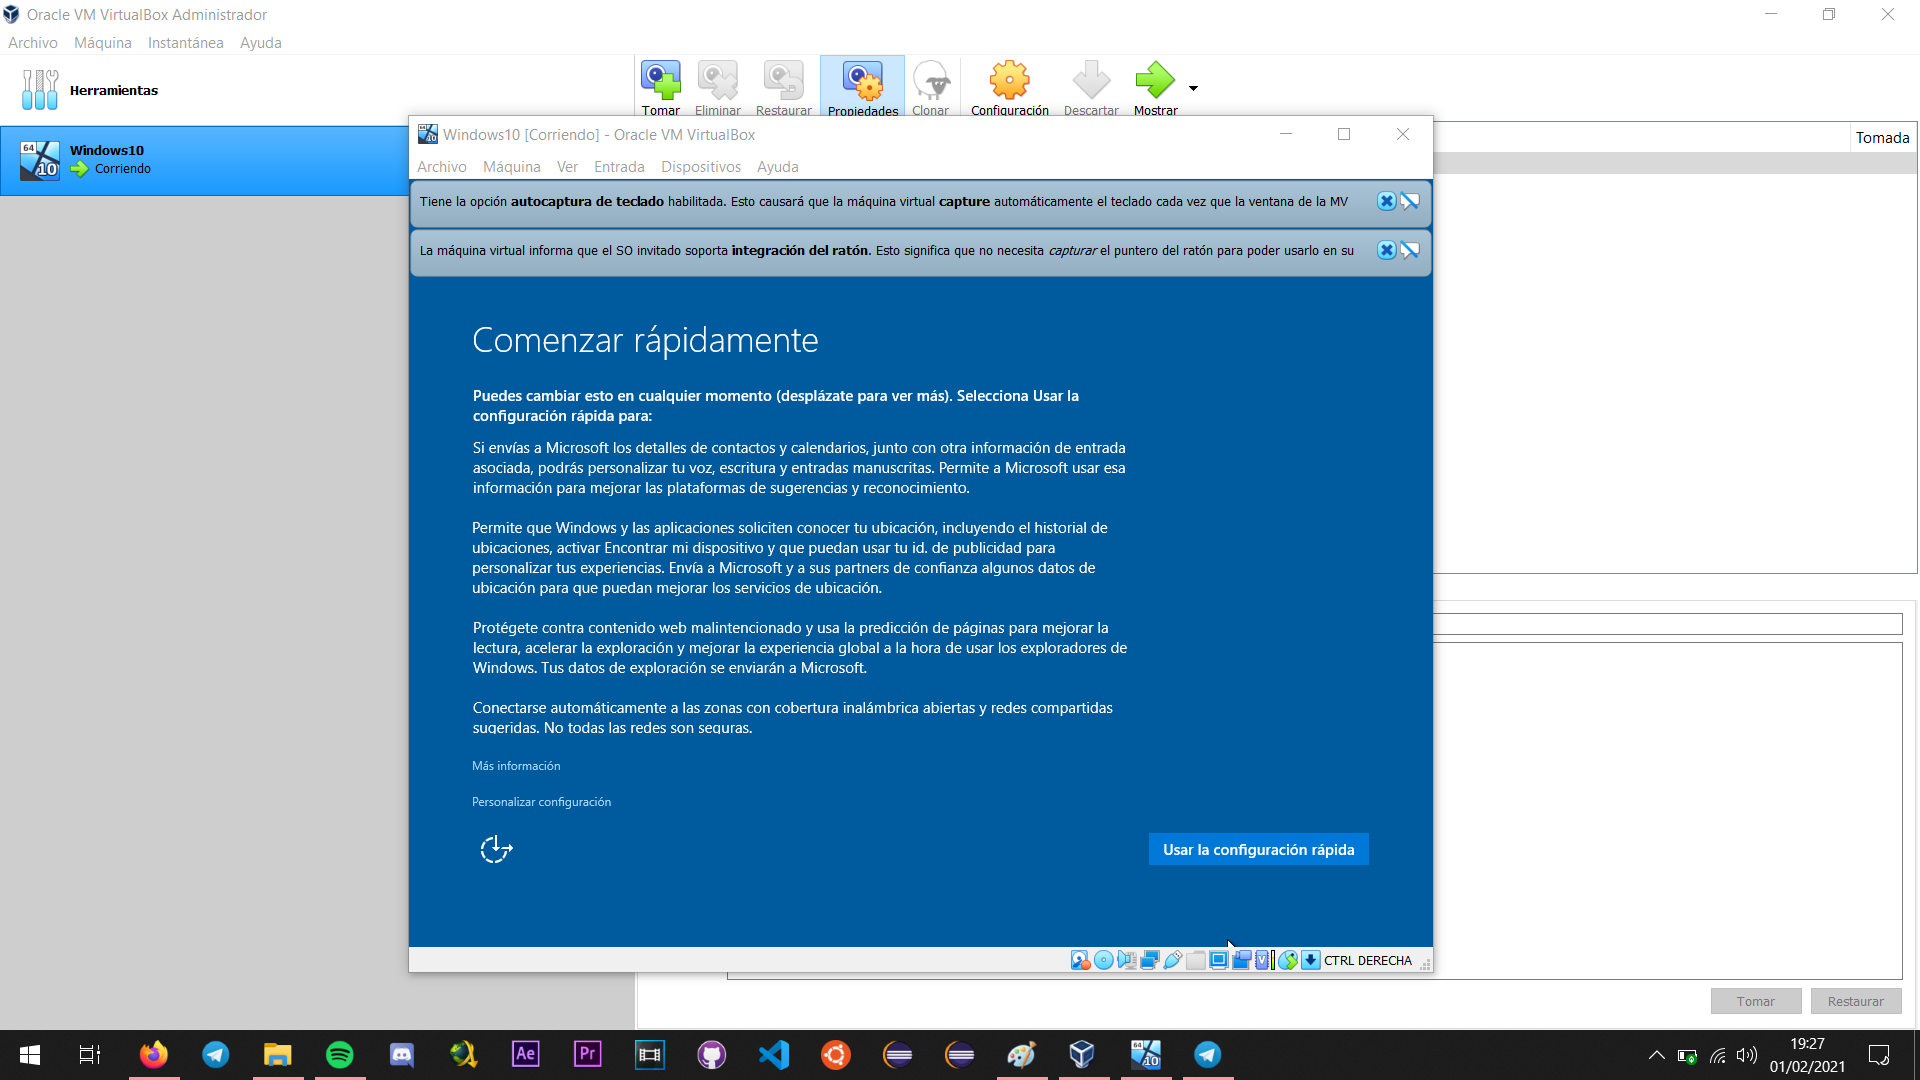 Oracle VM VirtualBox Administrador
Archivo Máquina Instantánea Ayuda
Herramientas
Tomar Eliminar Restaurar Propiedades Clonar Configuración Descartar Mostrar
64
10
Windows10
Corriendo
Tomada
Windows10 [Corriendo] - Oracle VM VirtualBox
Archivo Máquina Ver Entrada Dispositivos Ayuda
Tiene la opción autocaptura de teclado habilitada. Esto causará que la máquina virtual capture automáticamente el teclado cada vez que la ventana de la MV
La máquina virtual informa que el SO invitado soporta integración del ratón. Esto significa que no necesita capturar el puntero del ratón para poder usarlo en su
Comenzar rápidamente
Puedes cambiar esto en cualquier momento (desplázate para ver más). Selecciona Usar la
configuración rápida para:
Si envías a Microsoft los detalles de contactos y calendarios, junto con otra información de entrada
asociada, podrás personalizar tu voz, escritura y entradas manuscritas. Permite a Microsoft usar esa
información para mejorar las plataformas de sugerencias y reconocimiento.
Permite que Windows y las aplicaciones soliciten conocer tu ubicación, incluyendo el historial de
ubicaciones, activar Encontrar mi dispositivo y que puedan usar tu id. de publicidad para
personalizar tus experiencias. Envía a Microsoft y a sus partners de confianza algunos datos de
ubicación para que puedan mejorar los servicios de ubicación.
Protégete contra contenido web malintencionado y usa la predicción de páginas para mejorar la
lectura, acelerar la exploración y mejorar la experiencia global a la hora de usar los exploradores de
Windows. Tus datos de exploración se enviarán a Microsoft.
Conectarse automáticamente a las zonas con cobertura inalámbrica abiertas y redes compartidas
sugeridas. No todas las redes son seguras.
Más información
Personalizar configuración
Usar la configuración rápida
CTRL DERECHA
Tomar Restaurar
Ae Pr
64
10
19:27
01/02/2021